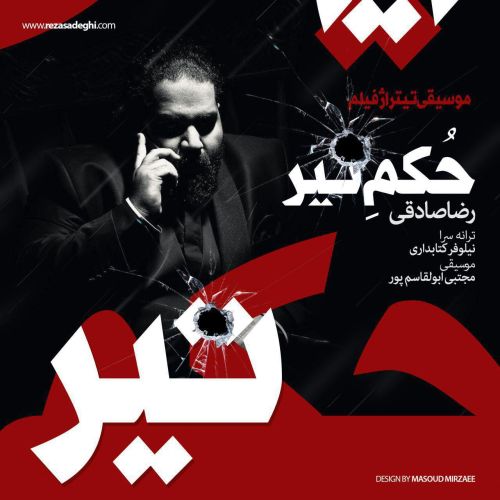 www.rezasadeghi.com
موسیقی تیتراژ فیلم
حُکمِ تیر
رضا صادقی
ترانه سرا
نیلوفر کتابداری
موسیقی
مجتبی ابولقاسم پور
حکم
تیر
DESIGN BY MASOUD MIRZAEE